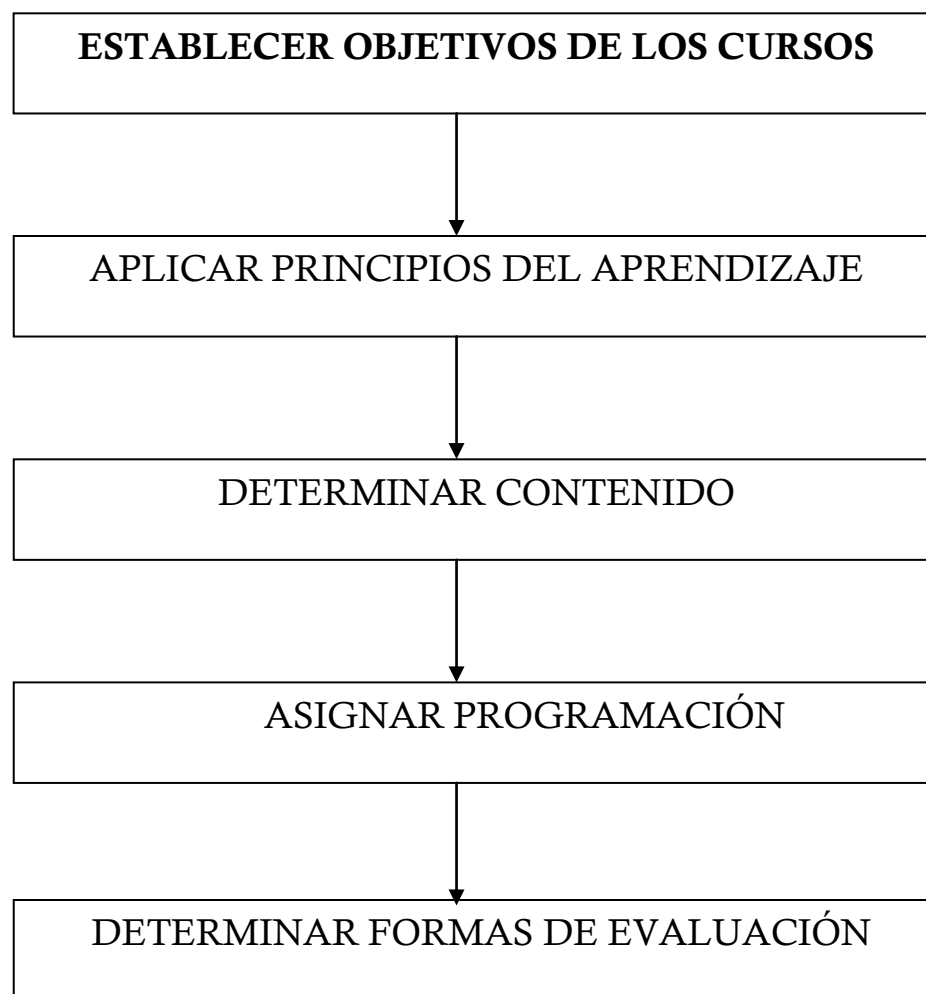 ESTABLECER OBJETIVOS DE LOS CURSOS
APLICAR PRINCIPIOS DEL APRENDIZAJE
DETERMINAR CONTENIDO
ASIGNAR PROGRAMACIÓN
DETERMINAR FORMAS DE EVALUACIÓN